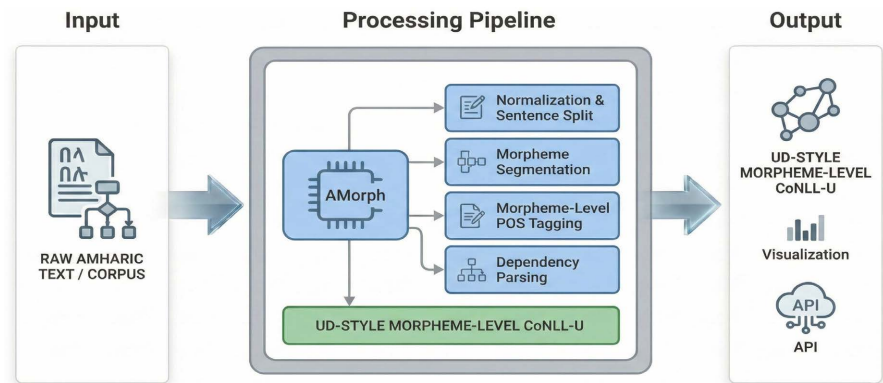 Input
Processing Pipeline
Output
RAW AMHARIC
TEXT / CORPUS
AMorph
Normalization &
Sentence Split
Morpheme
Segmentation
Morpheme-Level
POS Tagging
Dependency
Parsing
UD-STYLE MORPHEME-LEVEL CoNLL-U
UD-STYLE
MORPHEME-LEVEL
CoNLL-U
Visualization
API
API